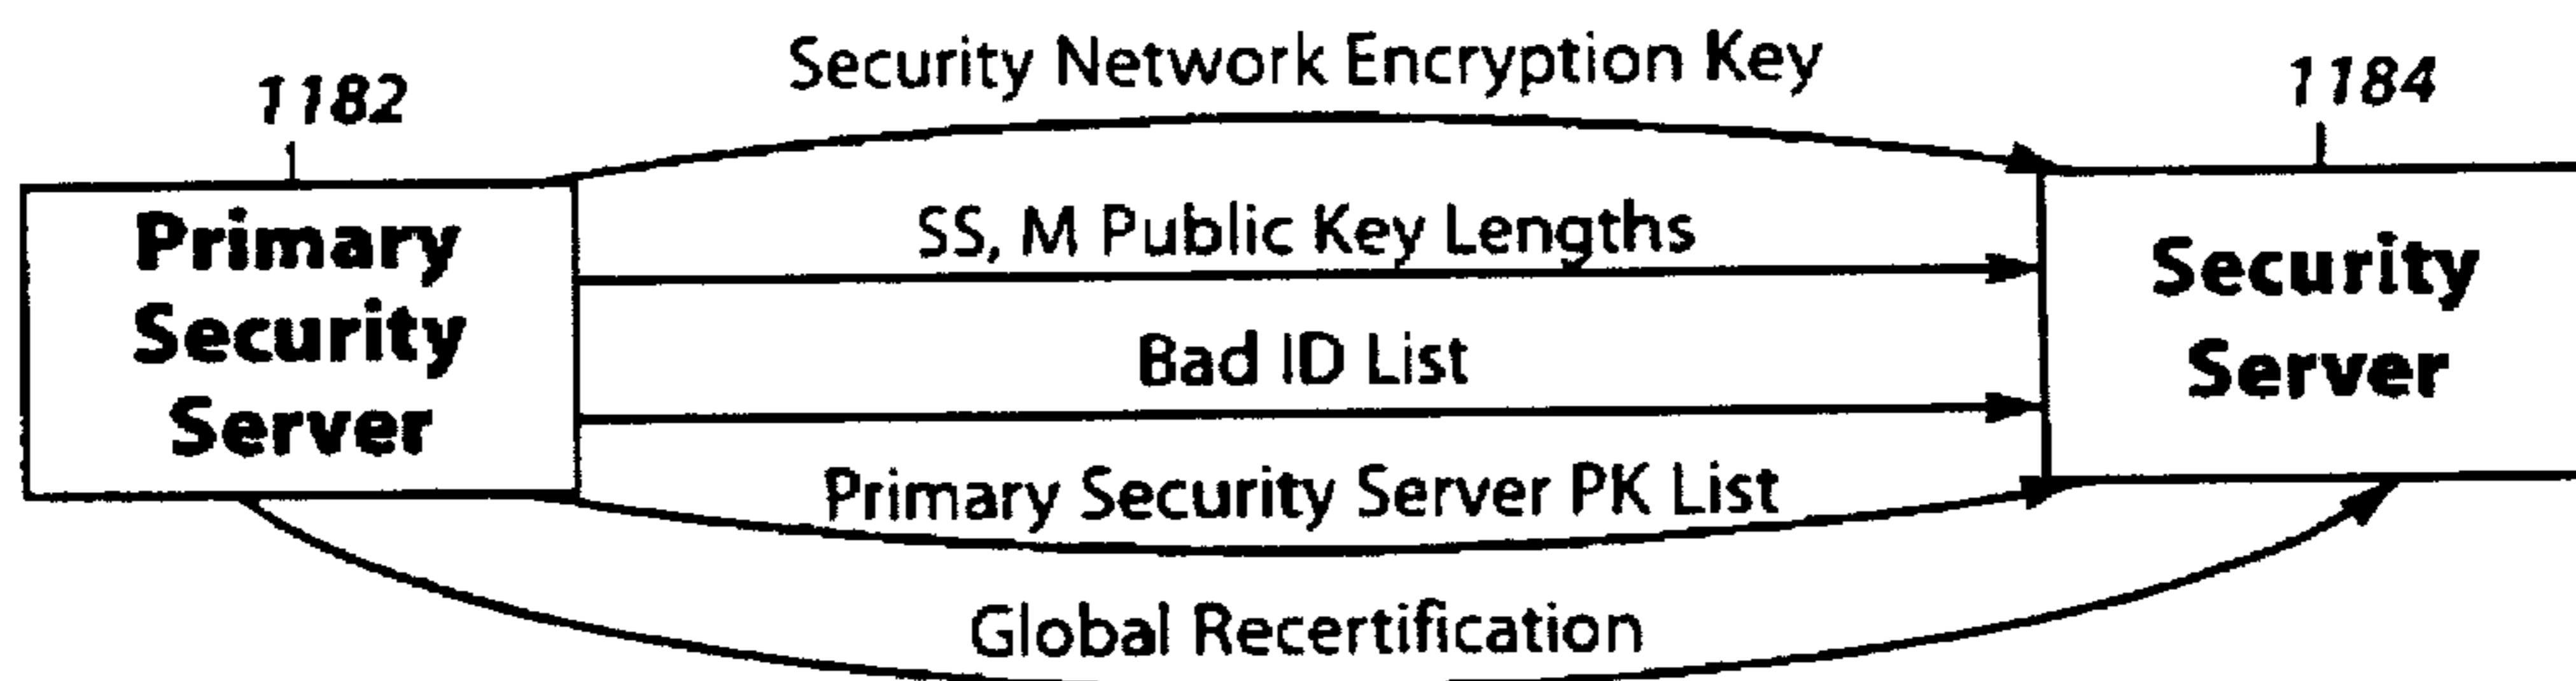 Security Network Encryption Key
1182
1184
SS, M Public Key Lengths
Primary
Security
Server
Security
Server
Bad ID List
Primary Security Server PK List
Global Recertification